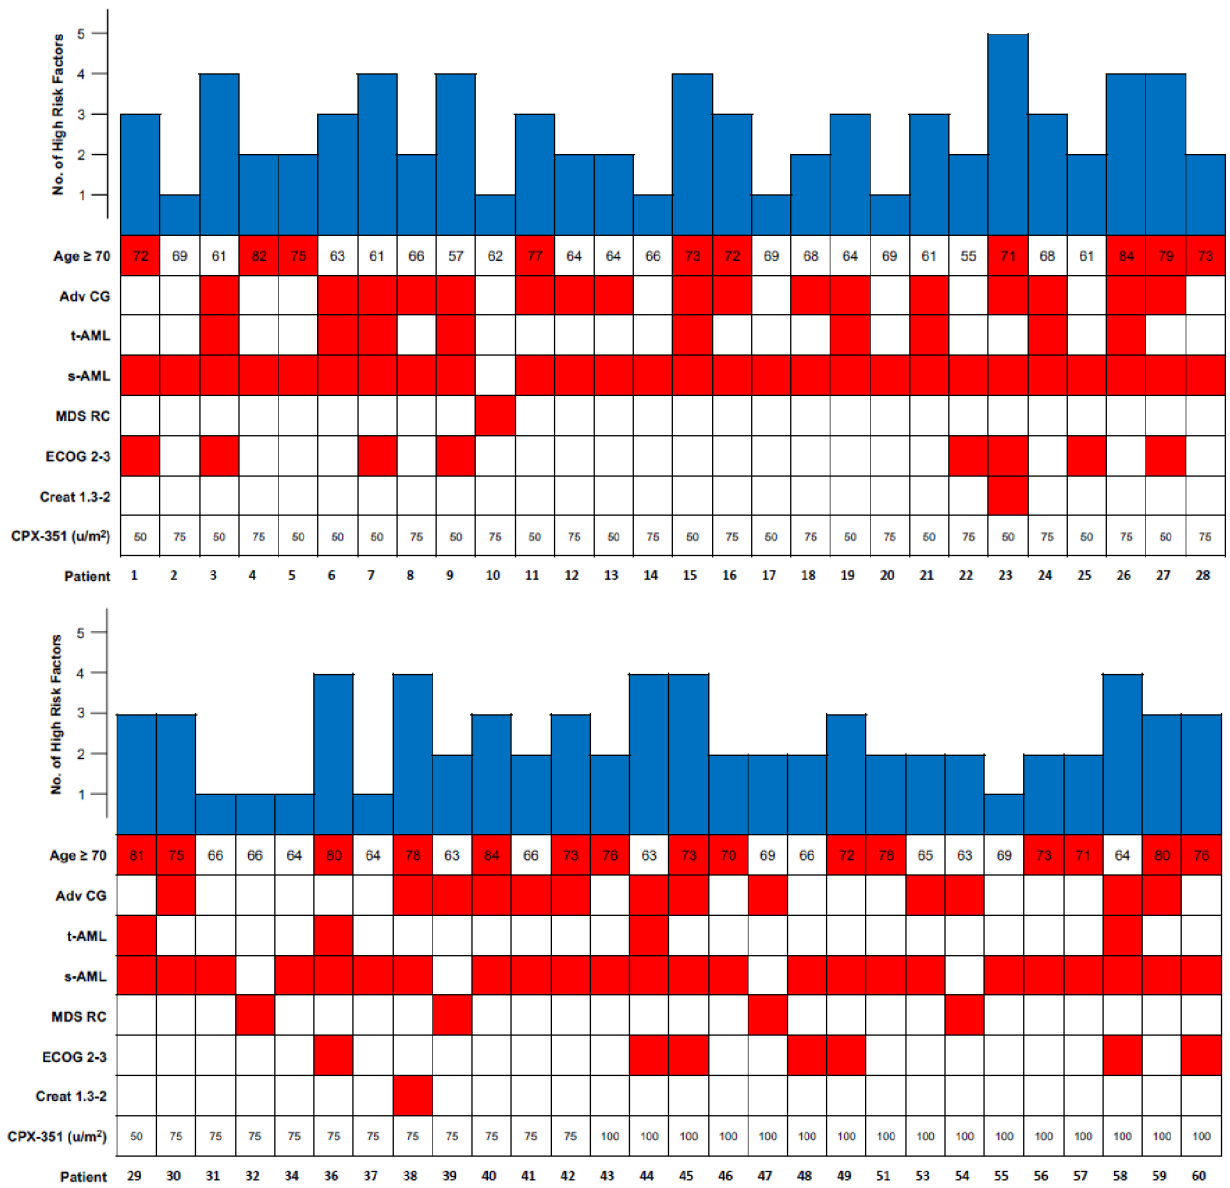 No. of High Risk Factors
5
4
3
2
1
Age ≥ 70 72 69 61 82 75 63 61 66 57 62 77 64 64 66 73 72 69 68 64 69 61 55 71 68 61 84 79 73
Adv CG
t-AML
s-AML
MDS RC
ECOG 2-3
Creat 1.3-2
CPX-351 (u/m²) 50 75 50 75 50 50 50 75 50 75 50 75 50 75 50 75 50 75 50 75 50 75 50 75 50 75 50 75
Patient 1 2 3 4 5 6 7 8 9 10 11 12 13 14 15 16 17 18 19 20 21 22 23 24 25 26 27 28
No. of High Risk Factors
5
4
3
2
1
Age ≥ 70 81 75 66 66 64 80 64 78 63 84 66 73 76 63 73 70 69 66 72 78 65 63 69 73 71 64 80 76
Adv CG
t-AML
s-AML
MDS RC
ECOG 2-3
Creat 1.3-2
CPX-351 (u/m²) 50 75 75 75 75 75 75 75 75 75 75 75 100 100 100 100 100 100 100 100 100 100 100 100 100 100 100 100
Patient 29 30 31 32 34 36 37 38 39 40 41 42 43 44 45 46 47 48 49 51 53 54 55 56 57 58 59 60